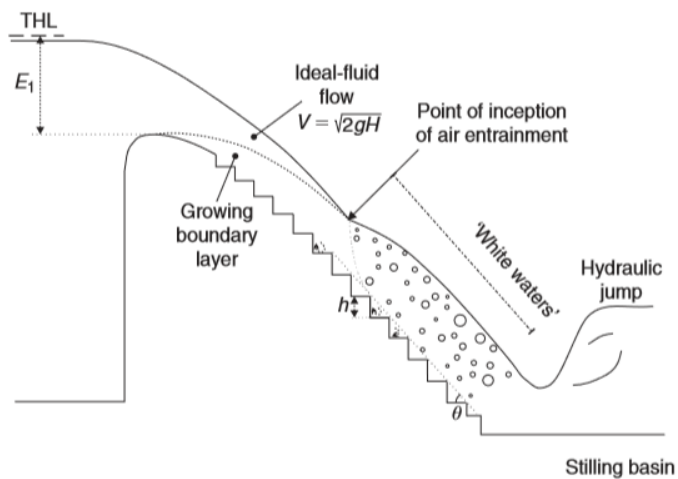 THL
E₁
Ideal-fluid
flow
V = √2gH
Point of inception
of air entrainment
Growing
boundary
layer
'White waters'
Hydraulic
jump
h
θ
Stilling basin